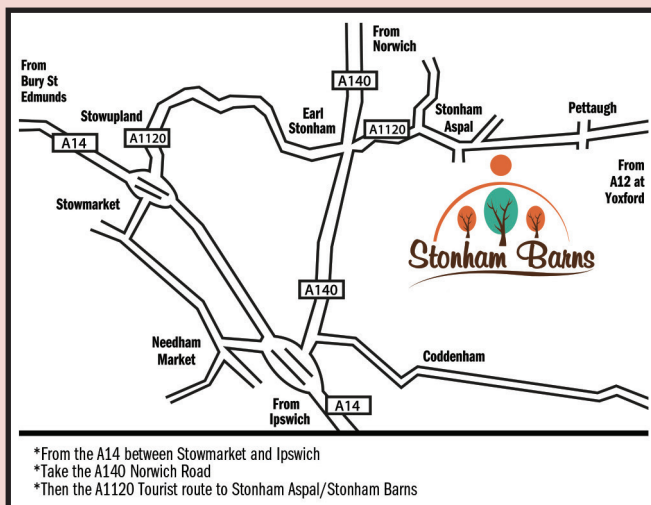 From
Norwich
From
Bury St
Edmunds
A140
Stowupland
Earl
Stonham
Stonham
Aspal
Pettaugh
A14
A1120
A1120
From
A12 at
Yoxford
Stowmarket
Stonham Barns
A140
Needham
Market
Coddenham
From
Ipswich
A14
*From the A14 between Stowmarket and Ipswich
*Take the A140 Norwich Road
*Then the A1120 Tourist route to Stonham Aspal/Stonham Barns